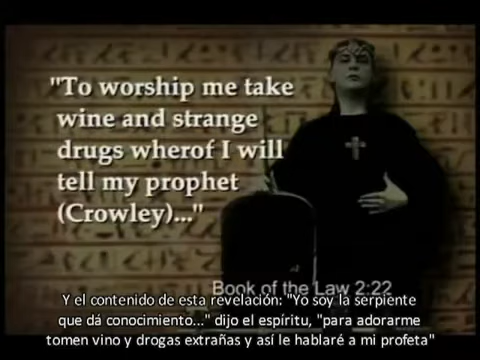 "To worship me take
wine and strange
drugs wherof I will
tell my prophet
(Crowley)..."
Book of the Law 2:22
Y el contenido de esta revelación: "Yo soy la serpiente
que dá conocimiento..." dijo el espíritu, "para adorarme
tomen vino y drogas extrañas y así le hablaré a mi profeta"